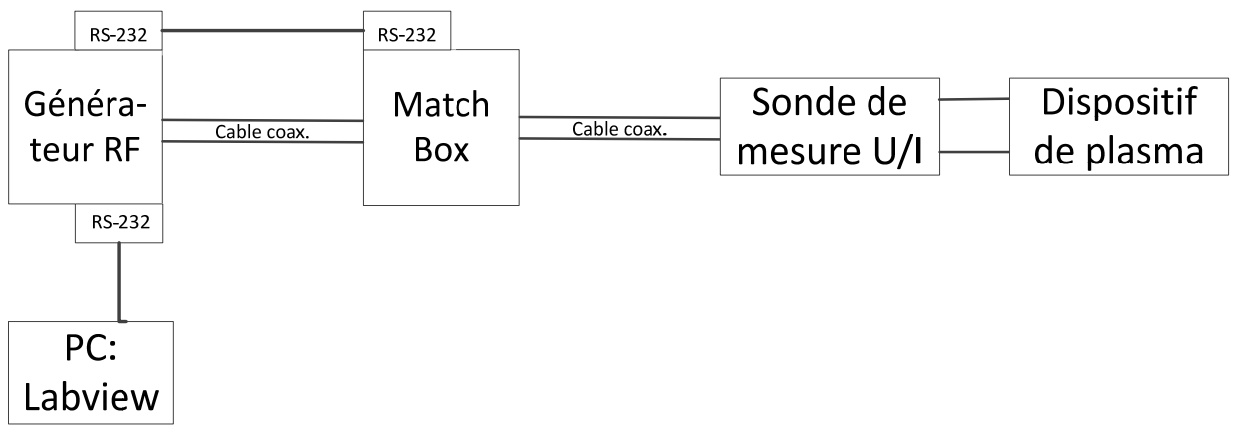 RS-232
RS-232
Généra-
teur RF
Cable coax.
Match
Box
Cable coax.
Sonde de
mesure U/I
Dispositif
de plasma
RS-232
PC:
Labview